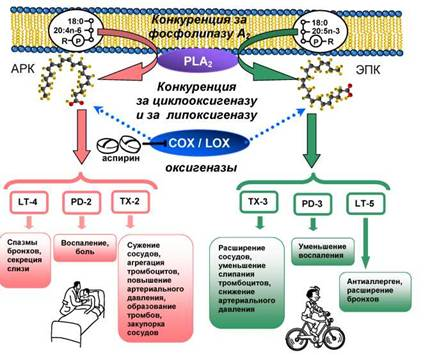 Конкуренция за
фосфолипазу A₂
18:0
20:4n-6
R-P
18:0
20:5n-3
R-P
PLA₂
АРК
ЭПК
Конкуренция
за циклооксигеназу
и за липоксигеназу
COX / LOX
аспирин
оксигеназы
LT-4
PD-2
TX-2
TX-3
PD-3
LT-5
Спазмы
бронхов,
секреция
слизи
Воспаление,
боль
Сужение
сосудов,
агрегация
тромбоцитов,
повышение
артериального
давления,
образование
тромбов,
закупорка
сосудов
Расширение
сосудов,
уменьшение
слипания
тромбоцитов,
снижение
артериального
давления
Уменьшение
воспаления
Антиаллерген,
расширение
бронхов